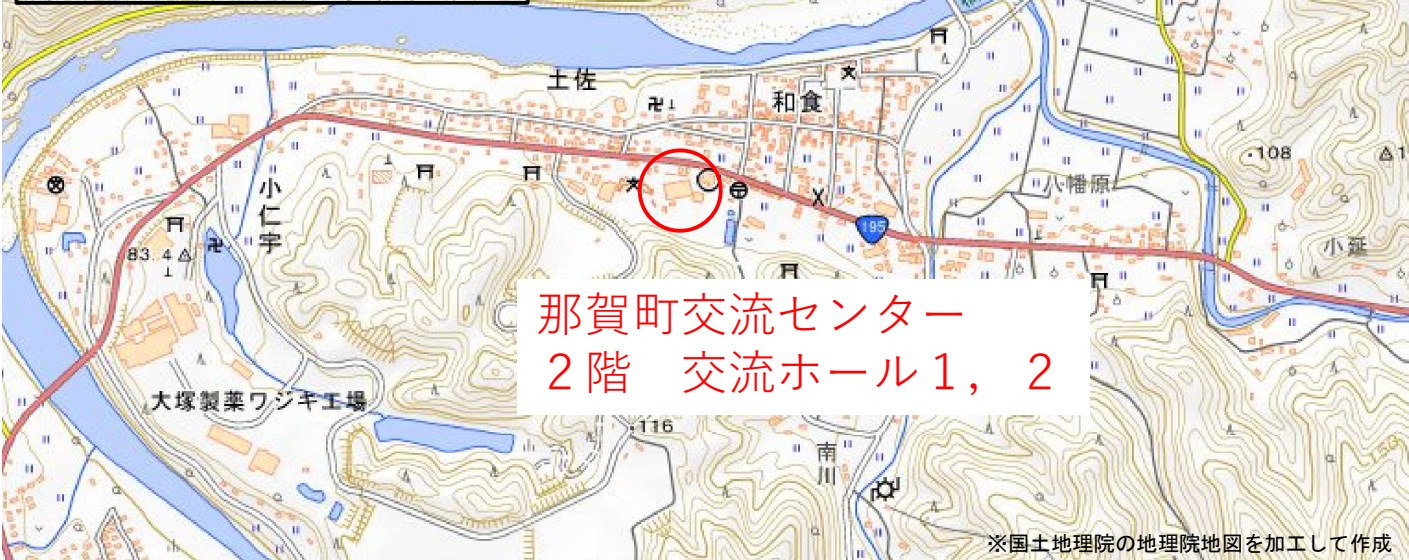 土佐
和食
108
八幡原
小仁宇
195
小延
83.4
那賀町交流センター
２階　交流ホール１，２
大塚製薬ワジキ工場
116
南川
150
※国土地理院の地理院地図を加工して作成